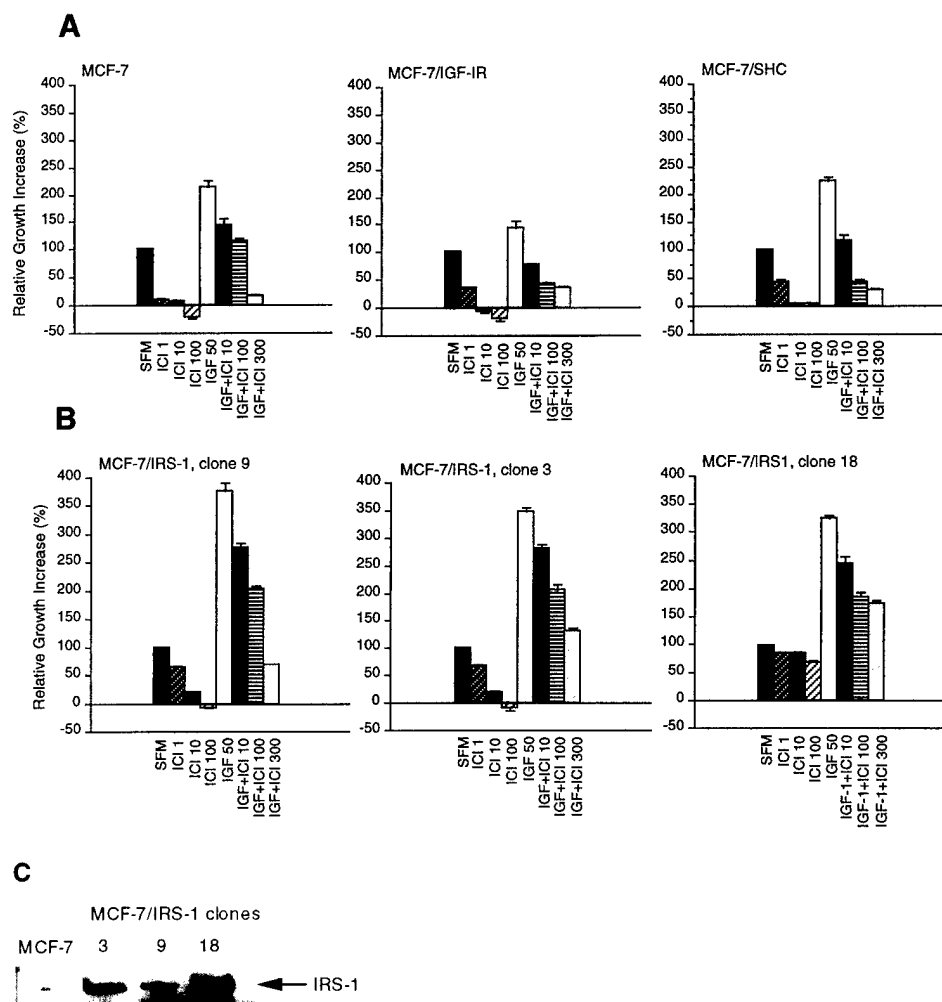 A
MCF-7
Relative Growth Increase (%)
400
350
300
250
200
150
100
50
0
-50
SFM
ICI 1
ICI 10
ICI 100
IGF 50
IGF+ICI 10
IGF+ICI 100
IGF+ICI 300
MCF-7/IGF-IR
400
350
300
250
200
150
100
50
0
-50
SFM
ICI 1
ICI 10
ICI 100
IGF 50
IGF+ICI 10
IGF+ICI 100
IGF+ICI 300
MCF-7/SHC
400
350
300
250
200
150
100
50
0
-50
SFM
ICI 1
ICI 10
ICI 100
IGF 50
IGF+ICI 10
IGF+ICI 100
IGF+ICI 300
B
MCF-7/IRS-1, clone 9
Relative Growth Increase (%)
400
350
300
250
200
150
100
50
0
-50
SFM
ICI 1
ICI 10
ICI 100
IGF 50
IGF+ICI 10
IGF+ICI 100
IGF+ICI 300
MCF-7/IRS-1, clone 3
400
350
300
250
200
150
100
50
0
-50
SFM
ICI 1
ICI 10
ICI 100
IGF 50
IGF+ICI 10
IGF+ICI 100
IGF+ICI 300
MCF-7/IRS1, clone 18
400
350
300
250
200
150
100
50
0
-50
SFM
ICI 1
ICI 10
ICI 100
IGF 50
IGF-1+ICI 10
IGF-1+ICI 100
IGF-1+ICI 300
C
MCF-7/IRS-1 clones
MCF-7 3 9 18
IRS-1